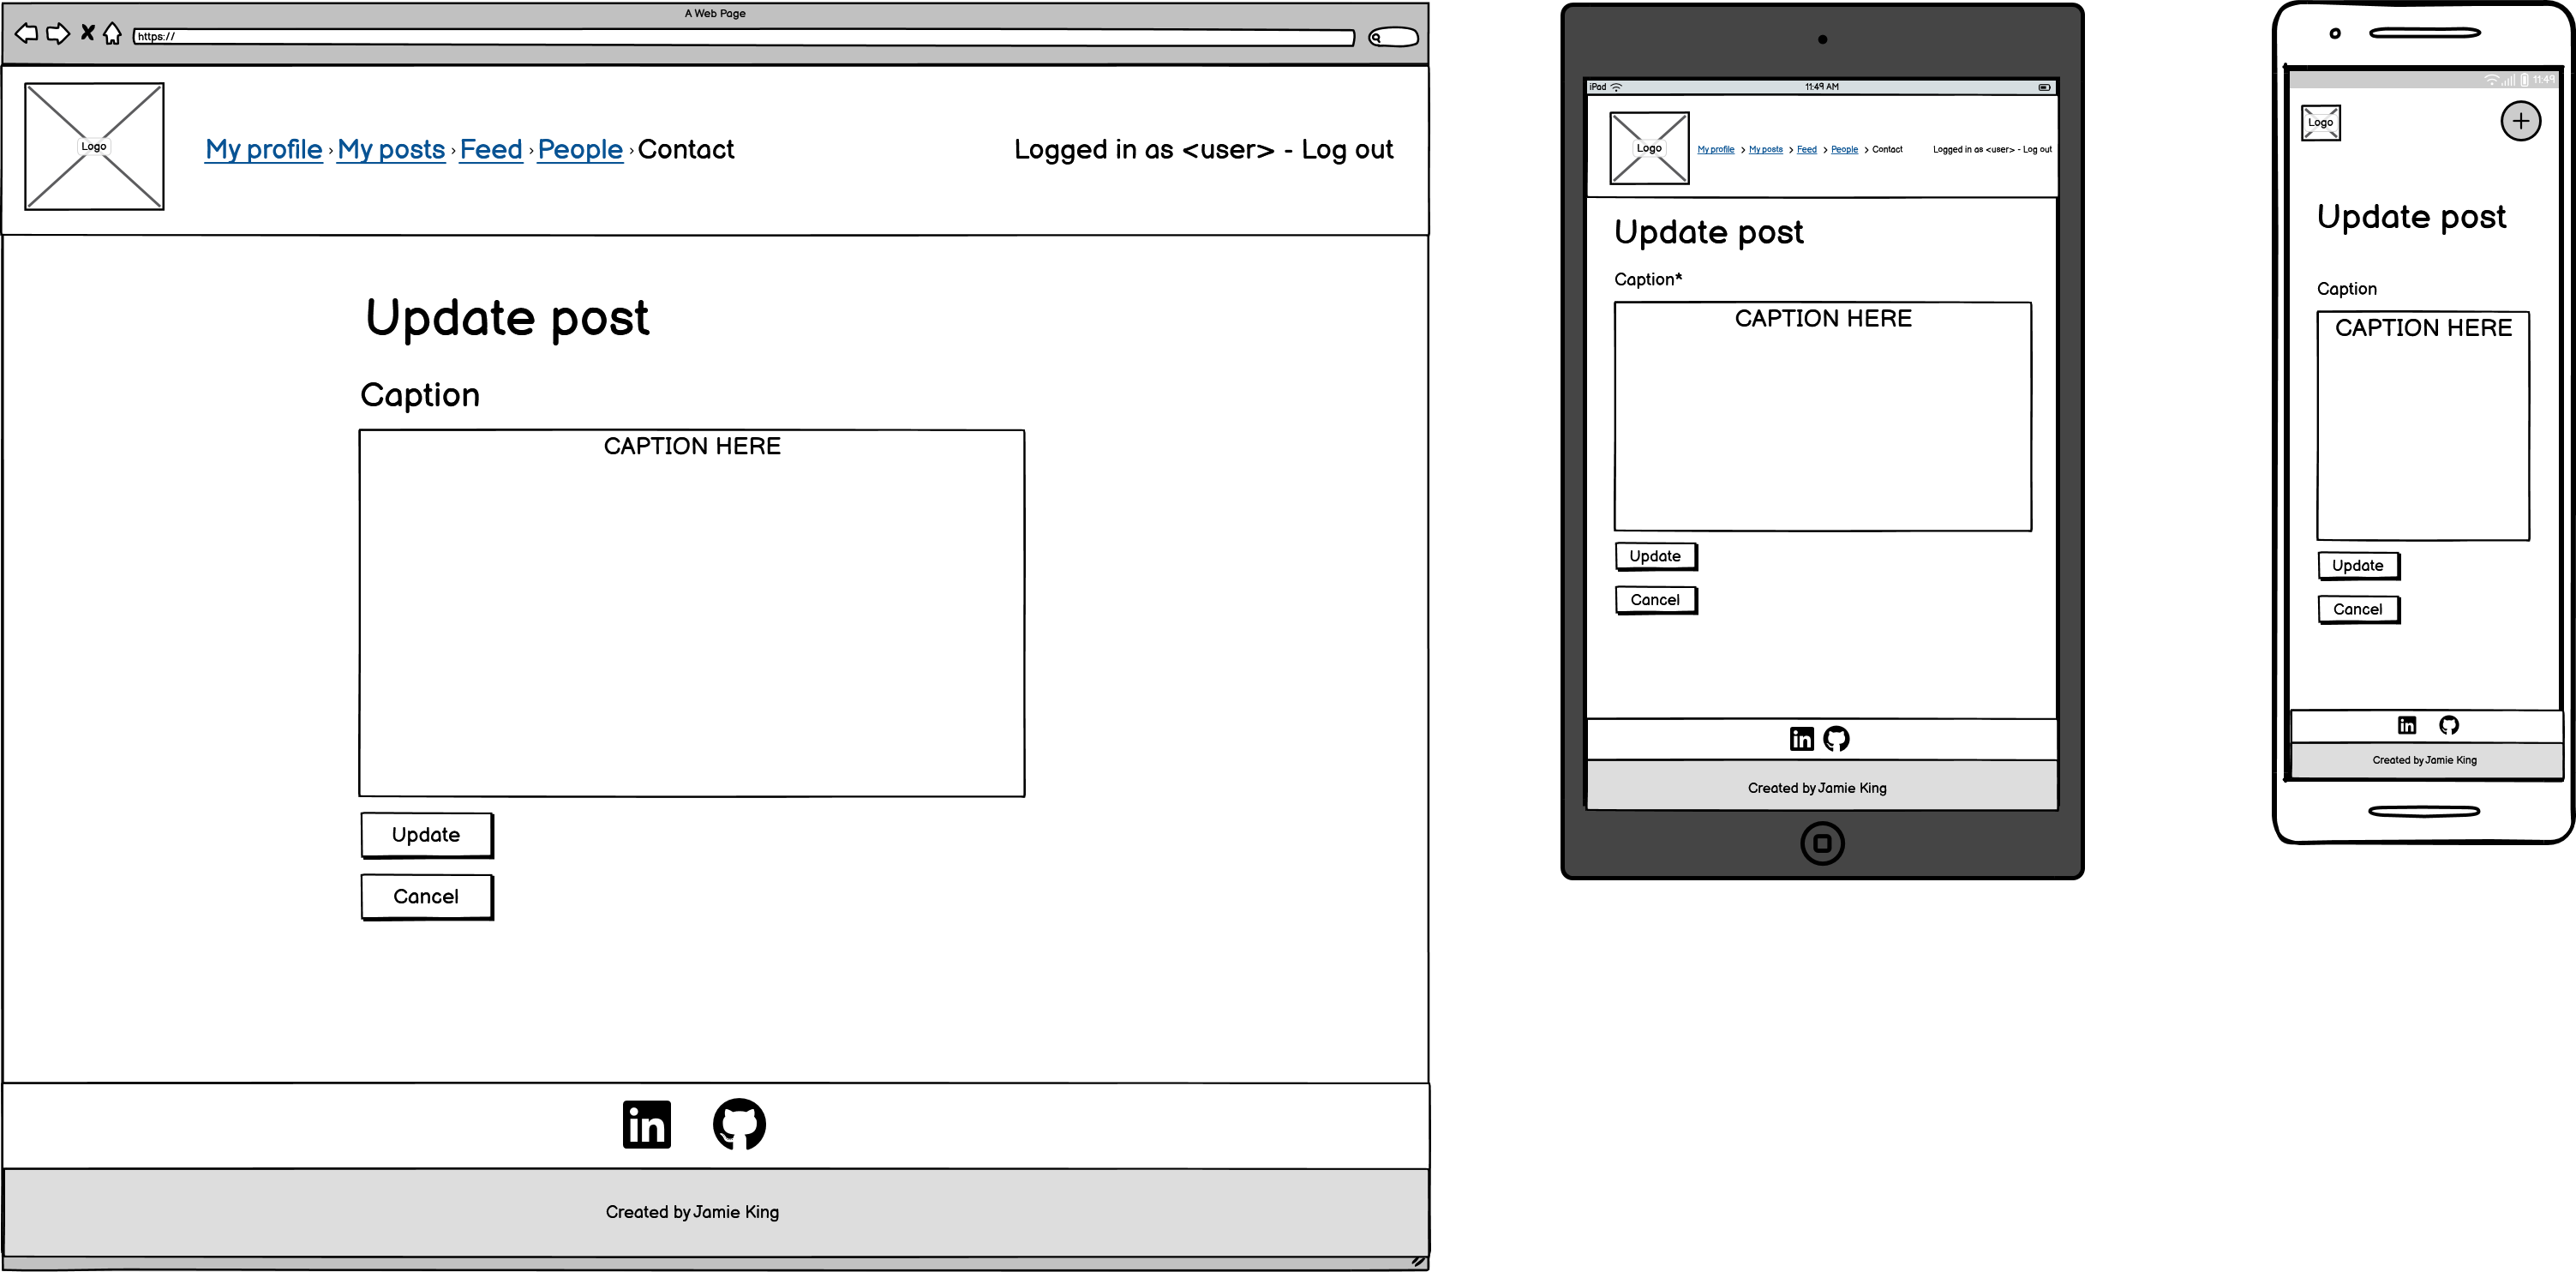 A Web Page
https://
Logo
My profile › My posts › Feed › People › Contact
Logged in as <user> - Log out
Update post
Caption
CAPTION HERE
Update
Cancel
in
Created by Jamie King
iPad
11:49 AM
Logo
My profile > My posts > Feed > People > Contact
Logged in as <user> - Log out
Update post
Caption*
CAPTION HERE
Update
Cancel
in
Created by Jamie King
11:49
Logo
Update post
Caption
CAPTION HERE
Update
Cancel
in
Created by Jamie King